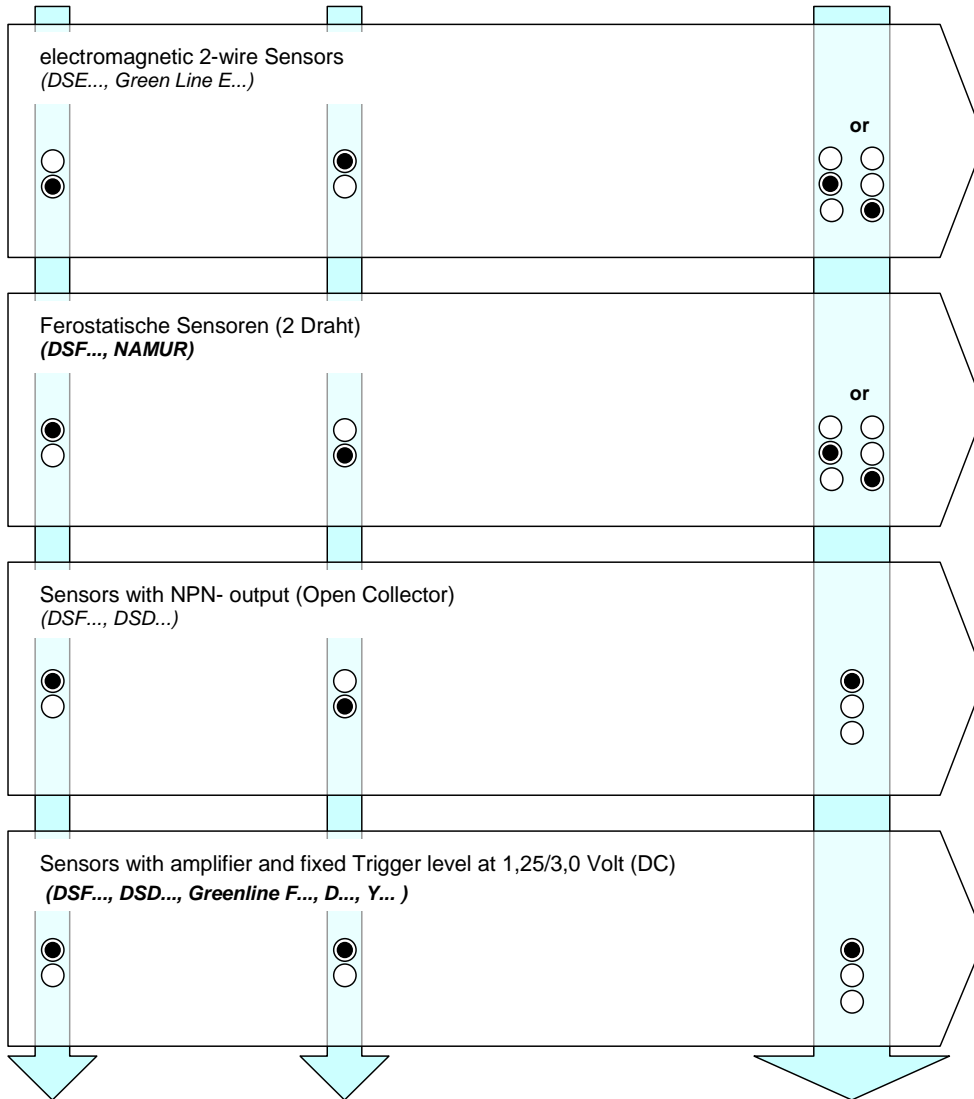 electromagnetic 2-wire Sensors
(DSE..., Green Line E...)
or
Ferostatische Sensoren (2 Draht)
(DSF..., NAMUR)
or
Sensors with NPN- output (Open Collector)
(DSF..., DSD...)
Sensors with amplifier and fixed Trigger level at 1,25/3,0 Volt (DC)
(DSF..., DSD..., Greenline F..., D..., Y... )